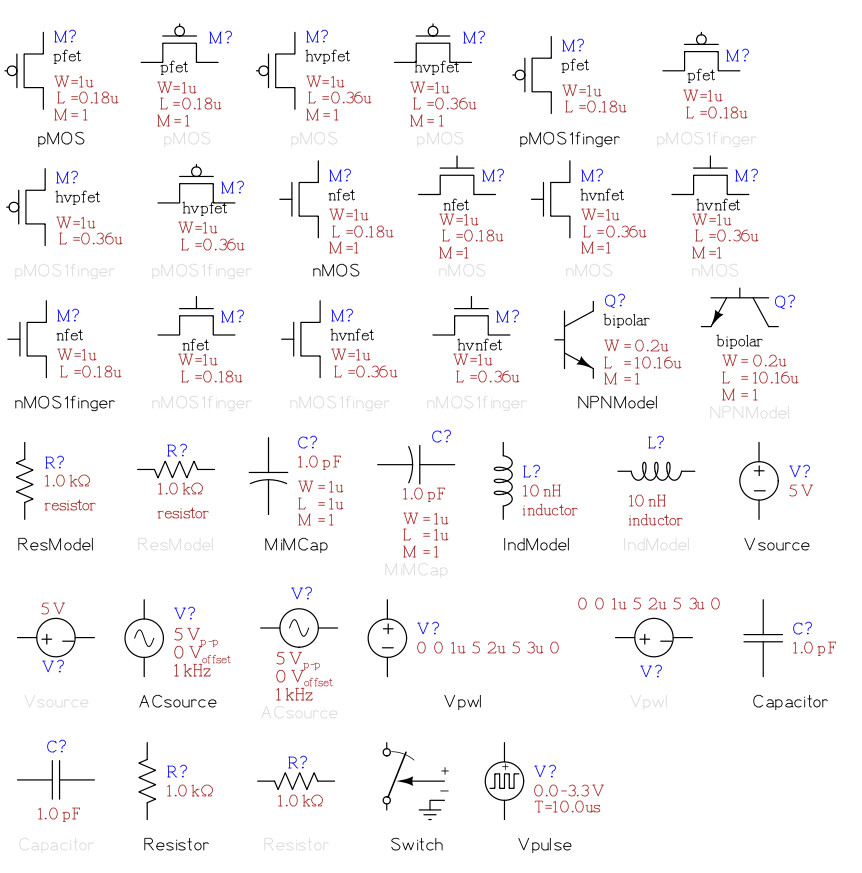 M?
pfet
W=1u
L =0.18u
M =1
pMOS
M?
pfet
W=1u
L =0.18u
M =1
pMOS
M?
hvpfet
W=1u
L =0.36u
M =1
pMOS
M?
hvpfet
W=1u
L =0.36u
M =1
pMOS
M?
pfet
W=1u
L =0.18u
pMOS1finger
M?
pfet
W=1u
L =0.18u
pMOS1finger
M?
hvpfet
W=1u
L =0.36u
pMOS1finger
M?
hvpfet
W=1u
L =0.36u
pMOS1finger
M?
nfet
W=1u
L =0.18u
M=1
nMOS
M?
nfet
W=1u
L =0.18u
M=1
nMOS
M?
hvnfet
W=1u
L =0.36u
M=1
nMOS
M?
hvnfet
W=1u
L =0.36u
M=1
nMOS
M?
nfet
W=1u
L =0.18u
nMOS1finger
M?
nfet
W=1u
L =0.18u
nMOS1finger
M?
hvnfet
W=1u
L =0.36u
nMOS1finger
M?
hvnfet
W=1u
L =0.36u
nMOS1finger
Q?
bipolar
W = 0.2u
L = 10.16u
M = 1
NPNModel
Q?
bipolar
W = 0.2u
L = 10.16u
M = 1
NPNModel
R?
1.0 kΩ
resistor
ResModel
R?
1.0 kΩ
resistor
ResModel
C?
1.0 pF
W =1u
L =1u
M =1
MiMCap
C?
1.0 pF
W =1u
L =1u
M =1
MiMCap
L?
10 nH
inductor
IndModel
L?
10 nH
inductor
IndModel
+
−
V?
5 V
Vsource
5 V
+ −
V?
Vsource
V?
5 Vp-p
0 Voffset
1 kHz
ACsource
V?
5 Vp-p
0 Voffset
1 kHz
ACsource
+
−
V?
0 0 1u 5 2u 5 3u 0
Vpwl
0 0 1u 5 2u 5 3u 0
+ −
V?
Vpwl
C?
1.0 pF
Capacitor
C?
1.0 pF
Capacitor
R?
1.0 kΩ
Resistor
R?
1.0 kΩ
Resistor
+
−
Switch
+
V?
0.0-3.3 V
T=10.0us
Vpulse